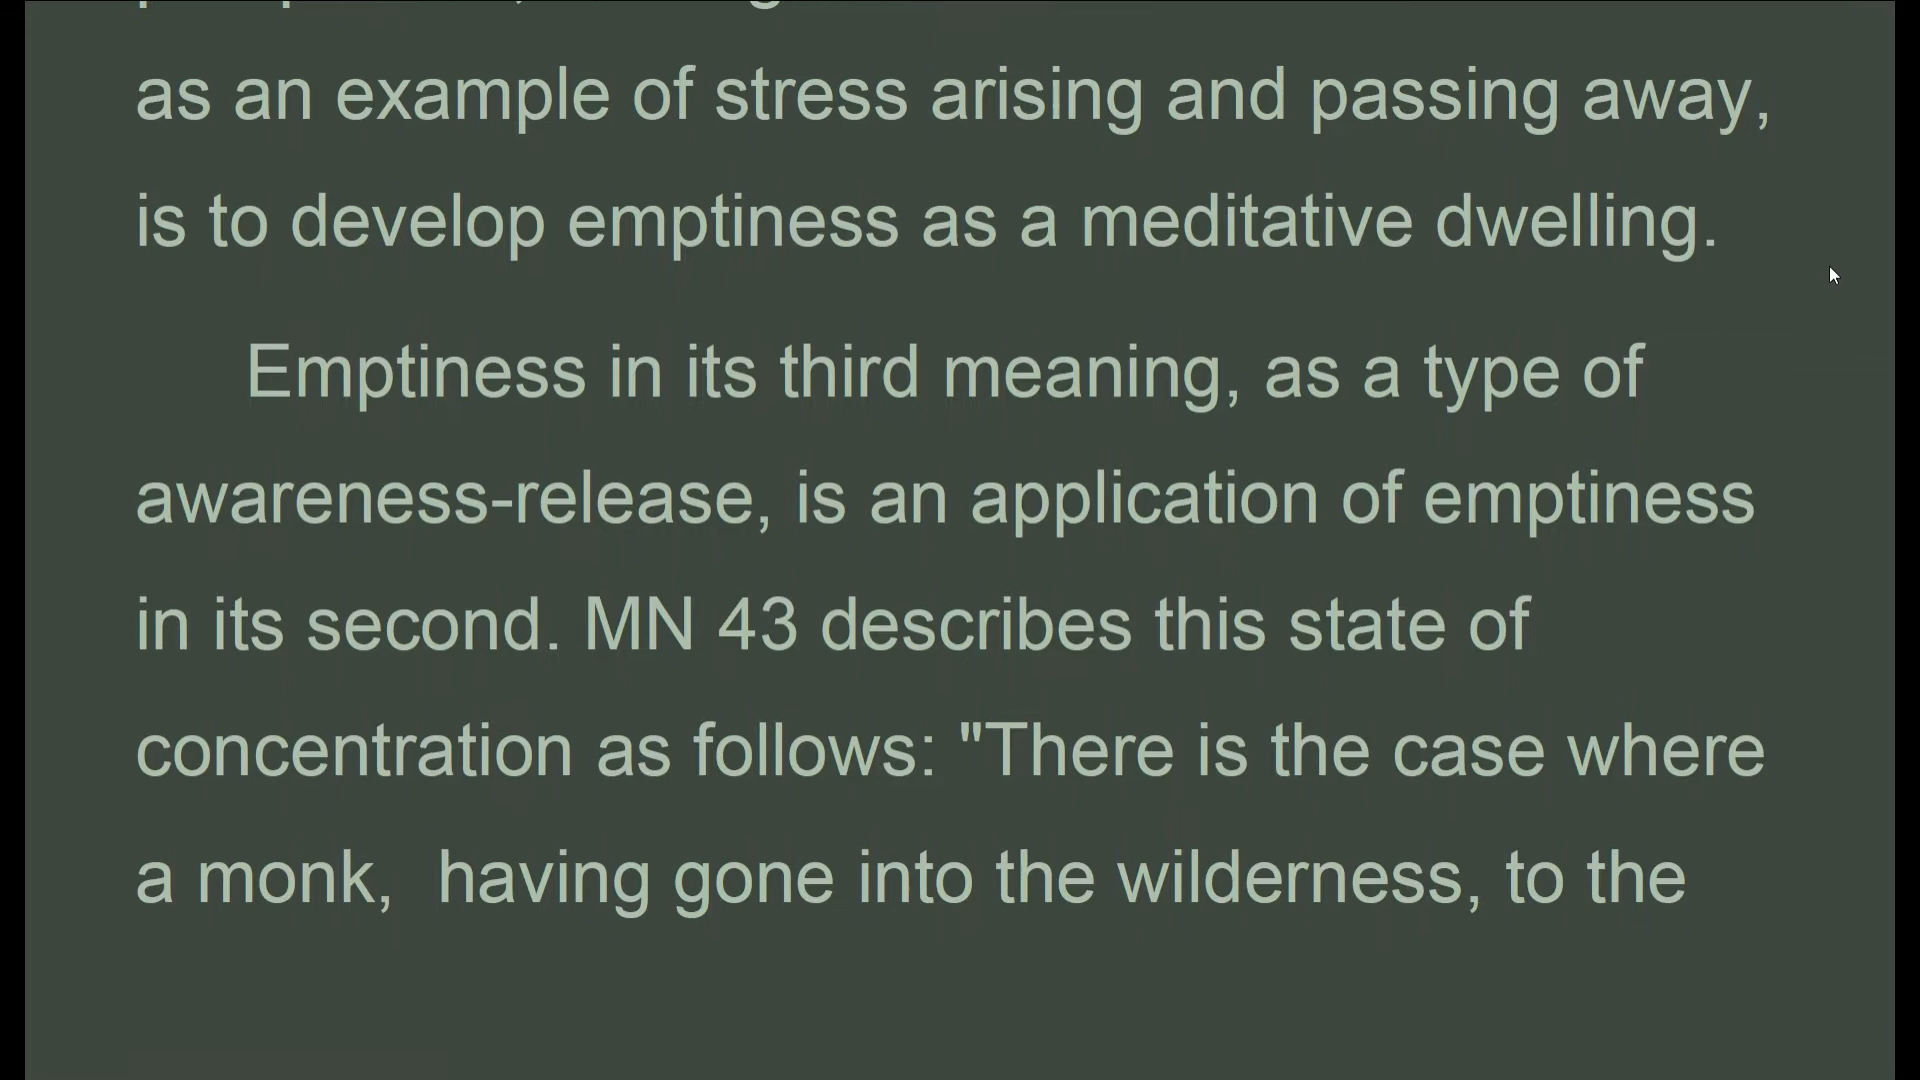 as an example of stress arising and passing away,
is to develop emptiness as a meditative dwelling.
Emptiness in its third meaning, as a type of
awareness-release, is an application of emptiness
in its second. MN 43 describes this state of
concentration as follows: "There is the case where
a monk,  having gone into the wilderness, to the